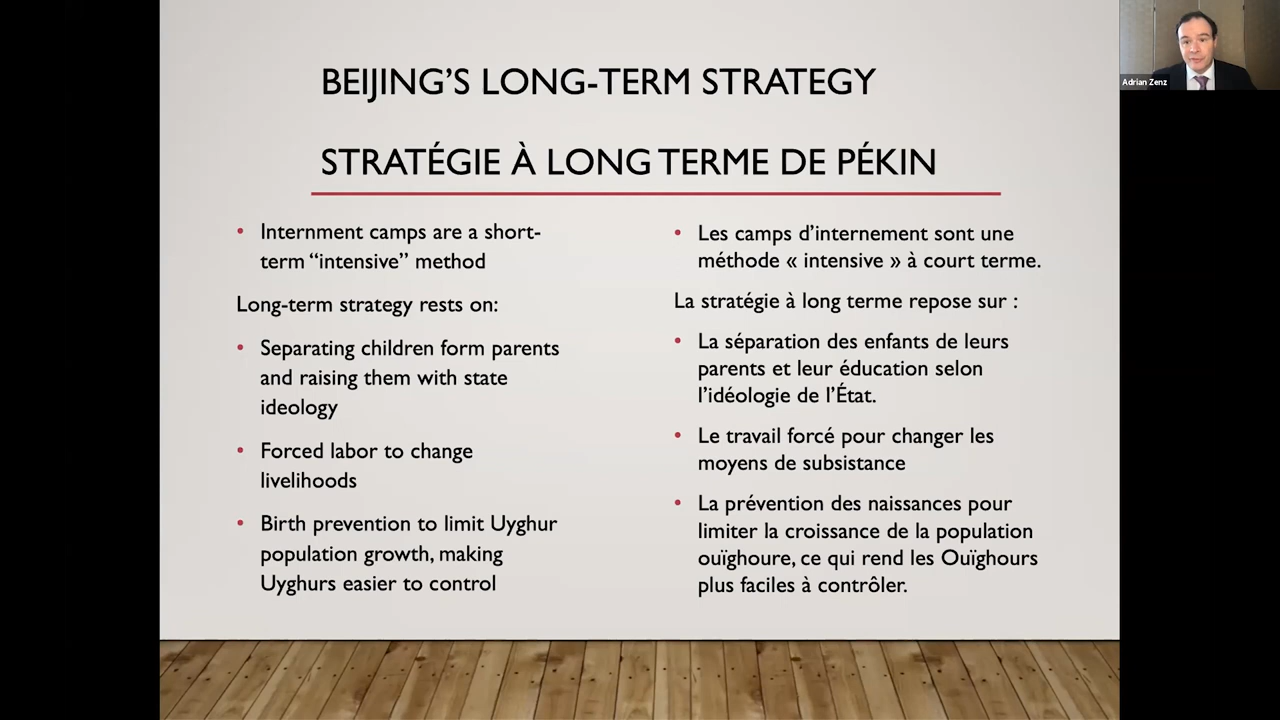 BEIJING’S LONG-TERM STRATEGY
STRATÉGIE À LONG TERME DE PÉKIN
• Internment camps are a short-
term “intensive” method
Long-term strategy rests on:
• Separating children form parents
and raising them with state
ideology
• Forced labor to change
livelihoods
• Birth prevention to limit Uyghur
population growth, making
Uyghurs easier to control
• Les camps d’internement sont une
méthode « intensive » à court terme.
La stratégie à long terme repose sur :
• La séparation des enfants de leurs
parents et leur éducation selon
l’idéologie de l’État.
• Le travail forcé pour changer les
moyens de subsistance
• La prévention des naissances pour
limiter la croissance de la population
ouïghoure, ce qui rend les Ouïghours
plus faciles à contrôler.
Adrian Zenz